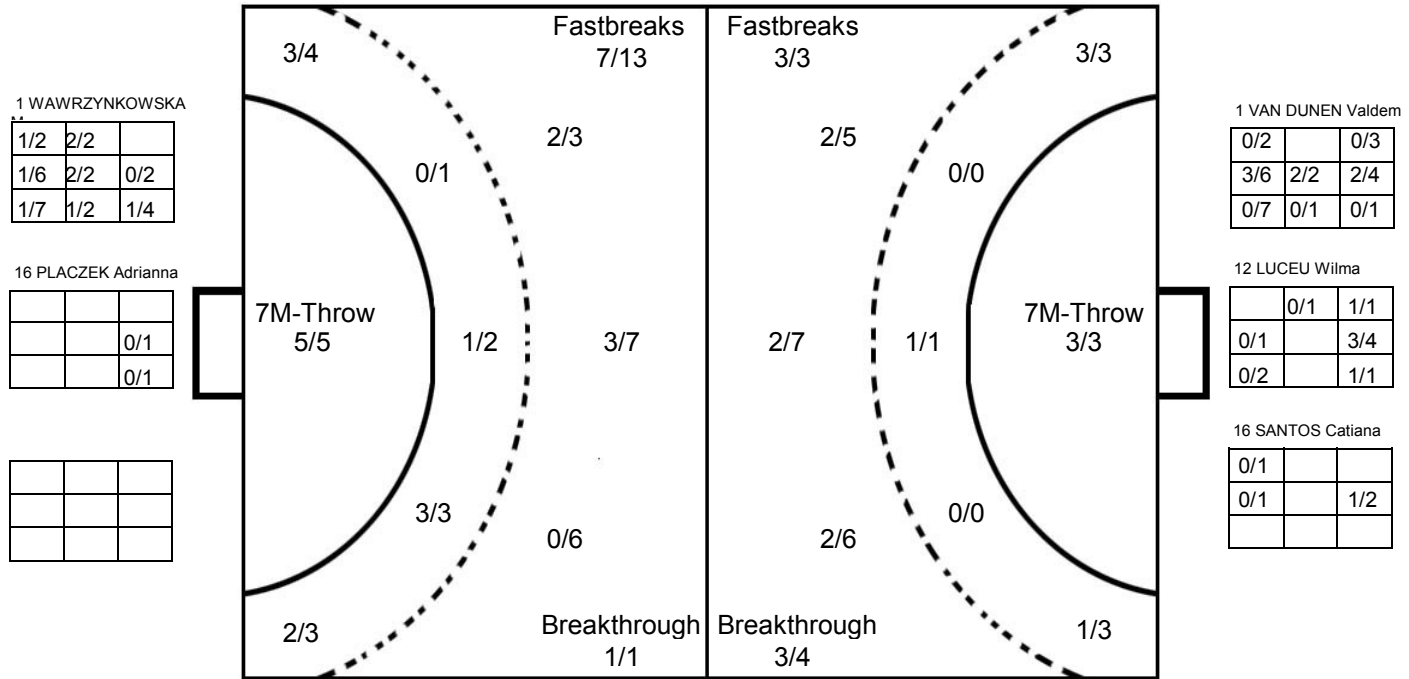 Fastbreaks Fastbreaks
7/13 3/3
3/4 3/3
2/3 2/5
0/1 0/0
7M-Throw 7M-Throw
5/5 1/2 3/7 2/7 1/1 3/3
3/3 0/0
0/6 2/6
2/3 1/3
Breakthrough Breakthrough
1/1 3/4
1 WAWRZYNKOWSKA
1/2 2/2
1/6 2/2 0/2
1/7 1/2 1/4
16 PLACZEK Adrianna
0/1
0/1
1 VAN DUNEN Valdem
0/2 0/3
3/6 2/2 2/4
0/7 0/1 0/1
12 LUCEU Wilma
0/1 1/1
0/1 3/4
0/2 1/1
16 SANTOS Catiana
0/1
0/1 1/2